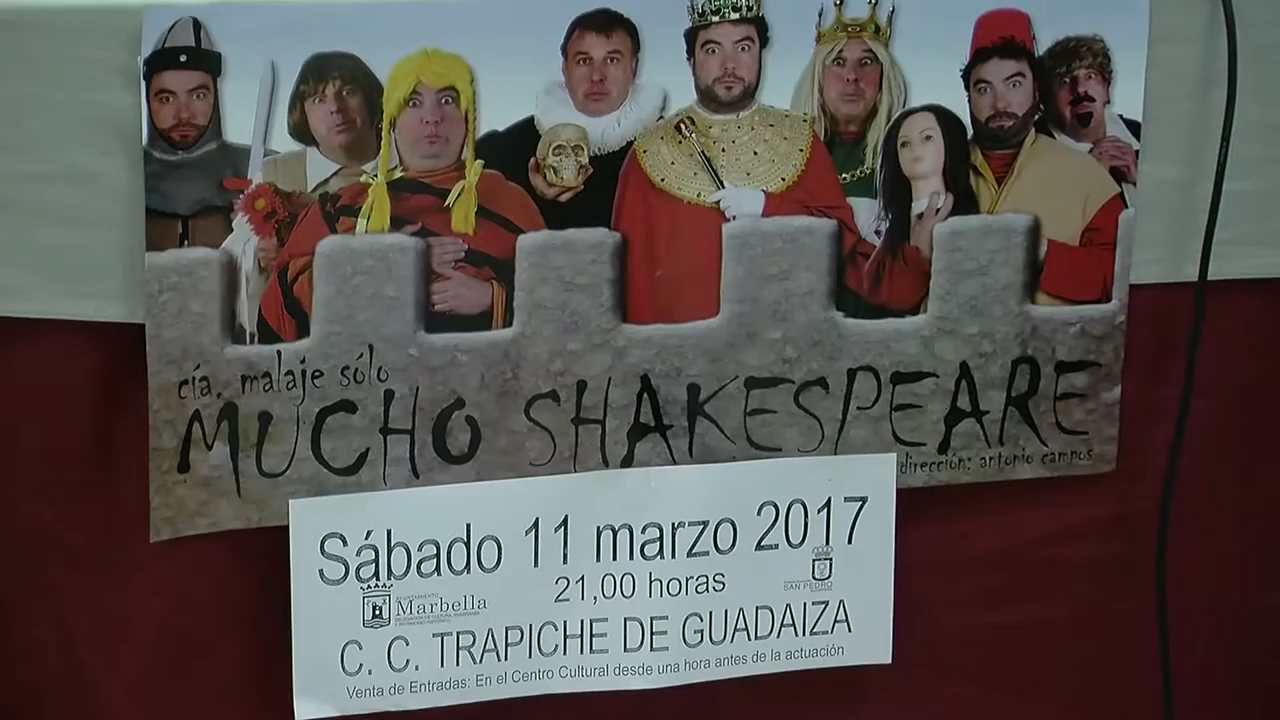 cía. malaje sólo
MUCHO SHAKESPEARE
dirección: antonio campos
Sábado 11 marzo 2017
21,00 horas
AYUNTAMIENTO
Marbella
SAN PEDRO
C. C. TRAPICHE DE GUADAIZA
Venta de Entradas: En el Centro Cultural desde una hora antes de la actuación